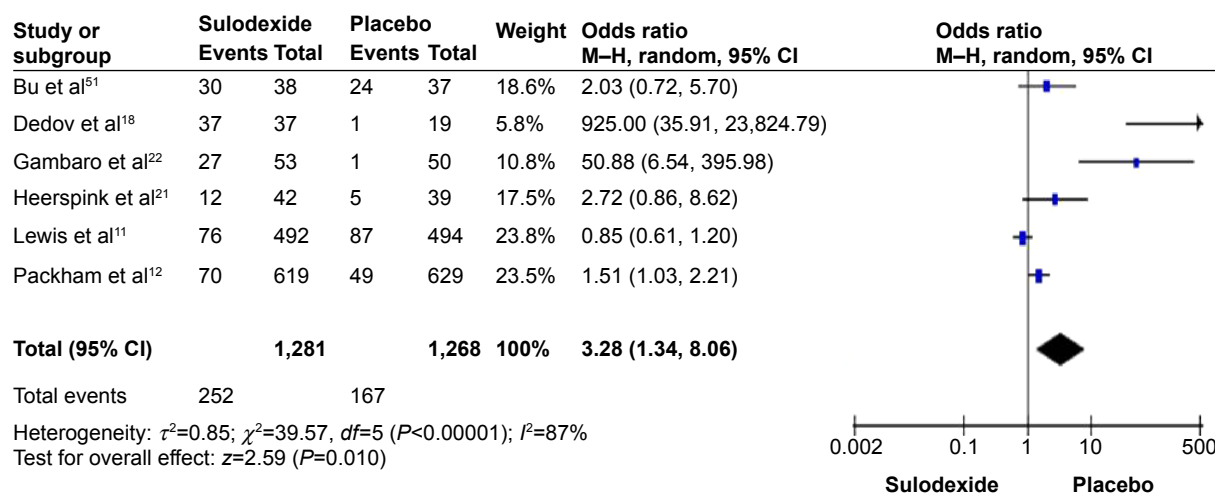 Study or subgroup Sulodexide Placebo Weight Odds ratio Odds ratio
Events Total Events Total M–H, random, 95% CI M–H, random, 95% CI
Bu et al51 30 38 24 37 18.6% 2.03 (0.72, 5.70)
Dedov et al18 37 37 1 19 5.8% 925.00 (35.91, 23,824.79)
Gambaro et al22 27 53 1 50 10.8% 50.88 (6.54, 395.98)
Heerspink et al21 12 42 5 39 17.5% 2.72 (0.86, 8.62)
Lewis et al11 76 492 87 494 23.8% 0.85 (0.61, 1.20)
Packham et al12 70 619 49 629 23.5% 1.51 (1.03, 2.21)
Total (95% CI) 1,281 1,268 100% 3.28 (1.34, 8.06)
Total events 252 167
Heterogeneity: τ²=0.85; χ²=39.57, df=5 (P<0.00001); I²=87%
Test for overall effect: z=2.59 (P=0.010)
0.002 0.1 1 10 500
Sulodexide Placebo